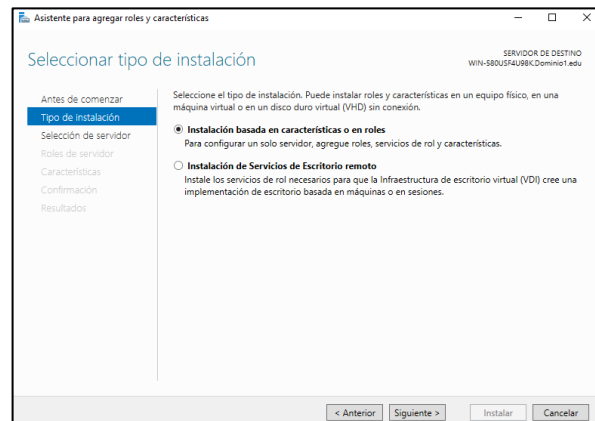 Asistente para agregar roles y características
Seleccionar tipo de instalación
SERVIDOR DE DESTINO
WIN-580USF4U98K.Dominio1.edu
Antes de comenzar
Tipo de instalación
Selección de servidor
Roles de servidor
Características
Confirmación
Resultados
Seleccione el tipo de instalación. Puede instalar roles y características en un equipo físico, en una
máquina virtual o en un disco duro virtual (VHD) sin conexión.
Instalación basada en características o en roles
Para configurar un solo servidor, agregue roles, servicios de rol y características.
Instalación de Servicios de Escritorio remoto
Instale los servicios de rol necesarios para que la Infraestructura de escritorio virtual (VDI) cree una
implementación de escritorio basada en máquinas o en sesiones.
< Anterior Siguiente > Instalar Cancelar